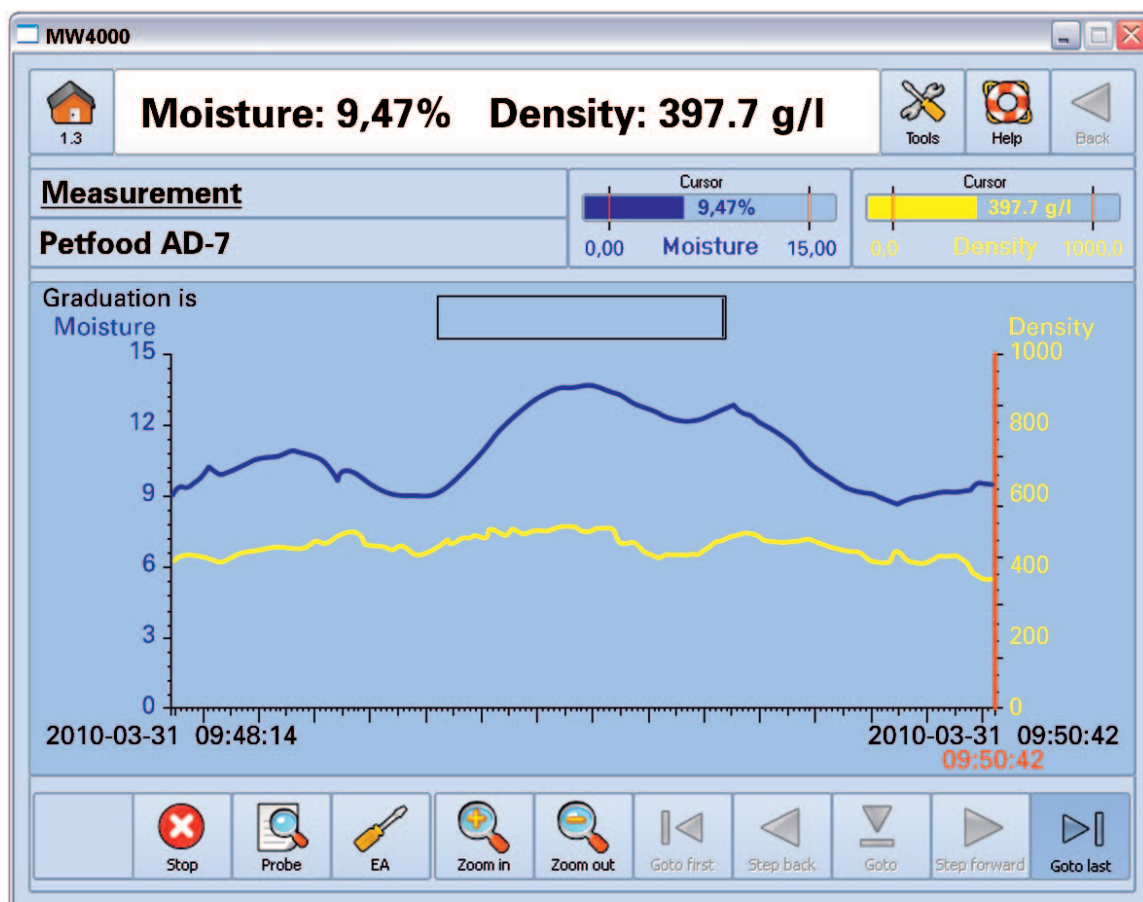 MW4000
1.3
Moisture: 9,47% Density: 397.7 g/l
Tools
Help
Back
Measurement
Petfood AD-7
Cursor
9,47%
0,00 Moisture 15,00
Cursor
397.7 g/l
0,0 Density 1000,0
Graduation is
Moisture
15
12
9
6
3
0
Density
1000
800
600
400
200
0
2010-03-31 09:48:14
2010-03-31 09:50:42
09:50:42
Stop
Probe
EA
Zoom in
Zoom out
Goto first
Step back
Goto
Step forward
Goto last